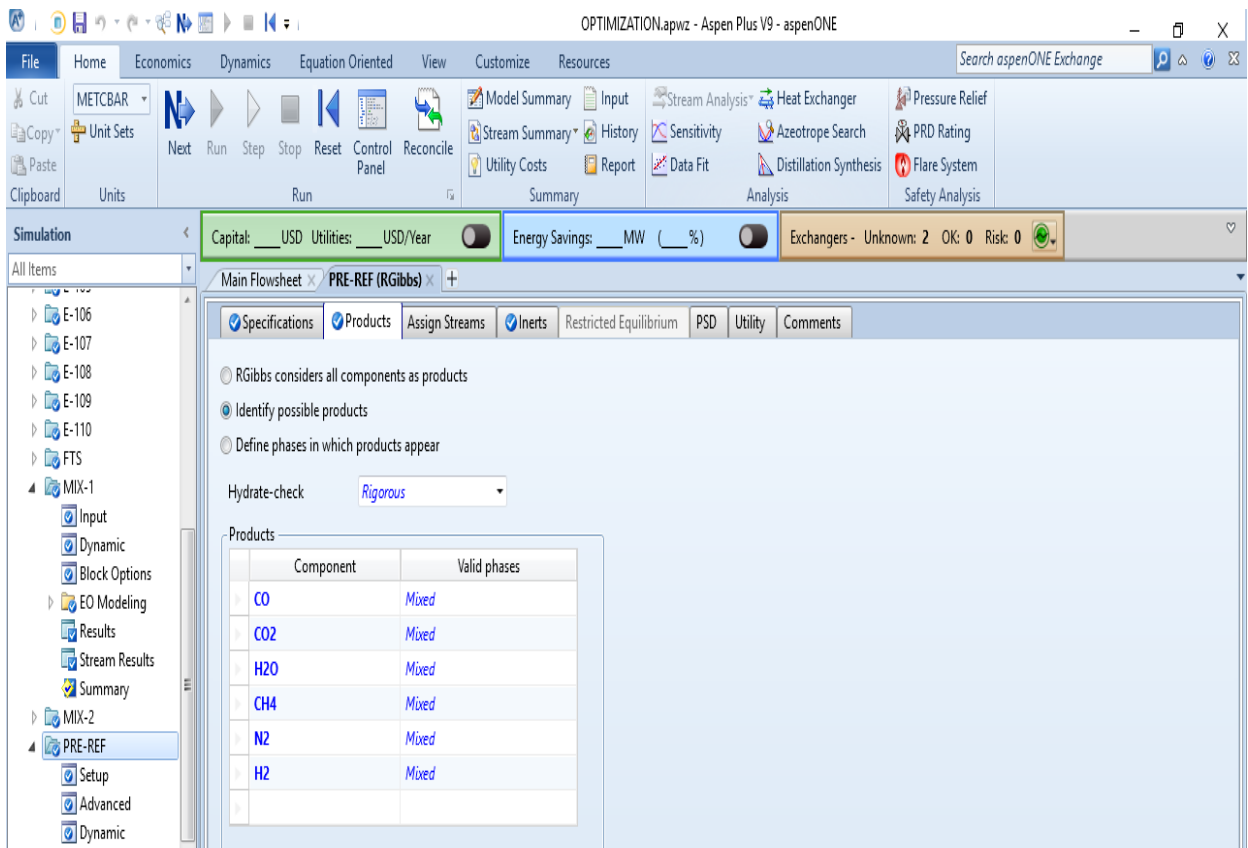 OPTIMIZATION.apwz - Aspen Plus V9 - aspenONE
File Home Economics Dynamics Equation Oriented View Customize Resources Search aspenONE Exchange
Cut METCBAR Model Summary Input Stream Analysis Heat Exchanger Pressure Relief
Copy Unit Sets Stream Summary History Sensitivity Azeotrope Search PRD Rating
Paste Next Run Step Stop Reset Control Panel Reconcile Utility Costs Report Data Fit Distillation Synthesis Flare System
Clipboard Units Run Summary Analysis Safety Analysis
Simulation Capital: ____USD Utilities: ____USD/Year Energy Savings: ____MW (____%) Exchangers - Unknown: 2 OK: 0 Risk: 0
All Items Main Flowsheet PRE-REF (RGibbs) +
E-106
E-107
E-108
E-109
E-110
FTS
MIX-1
Input
Dynamic
Block Options
EO Modeling
Results
Stream Results
Summary
MIX-2
PRE-REF
Setup
Advanced
Dynamic
Specifications Products Assign Streams Inerts Restricted Equilibrium PSD Utility Comments
RGibbs considers all components as products
Identify possible products
Define phases in which products appear
Hydrate-check Rigorous
Products
Component Valid phases
CO Mixed
CO2 Mixed
H2O Mixed
CH4 Mixed
N2 Mixed
H2 Mixed